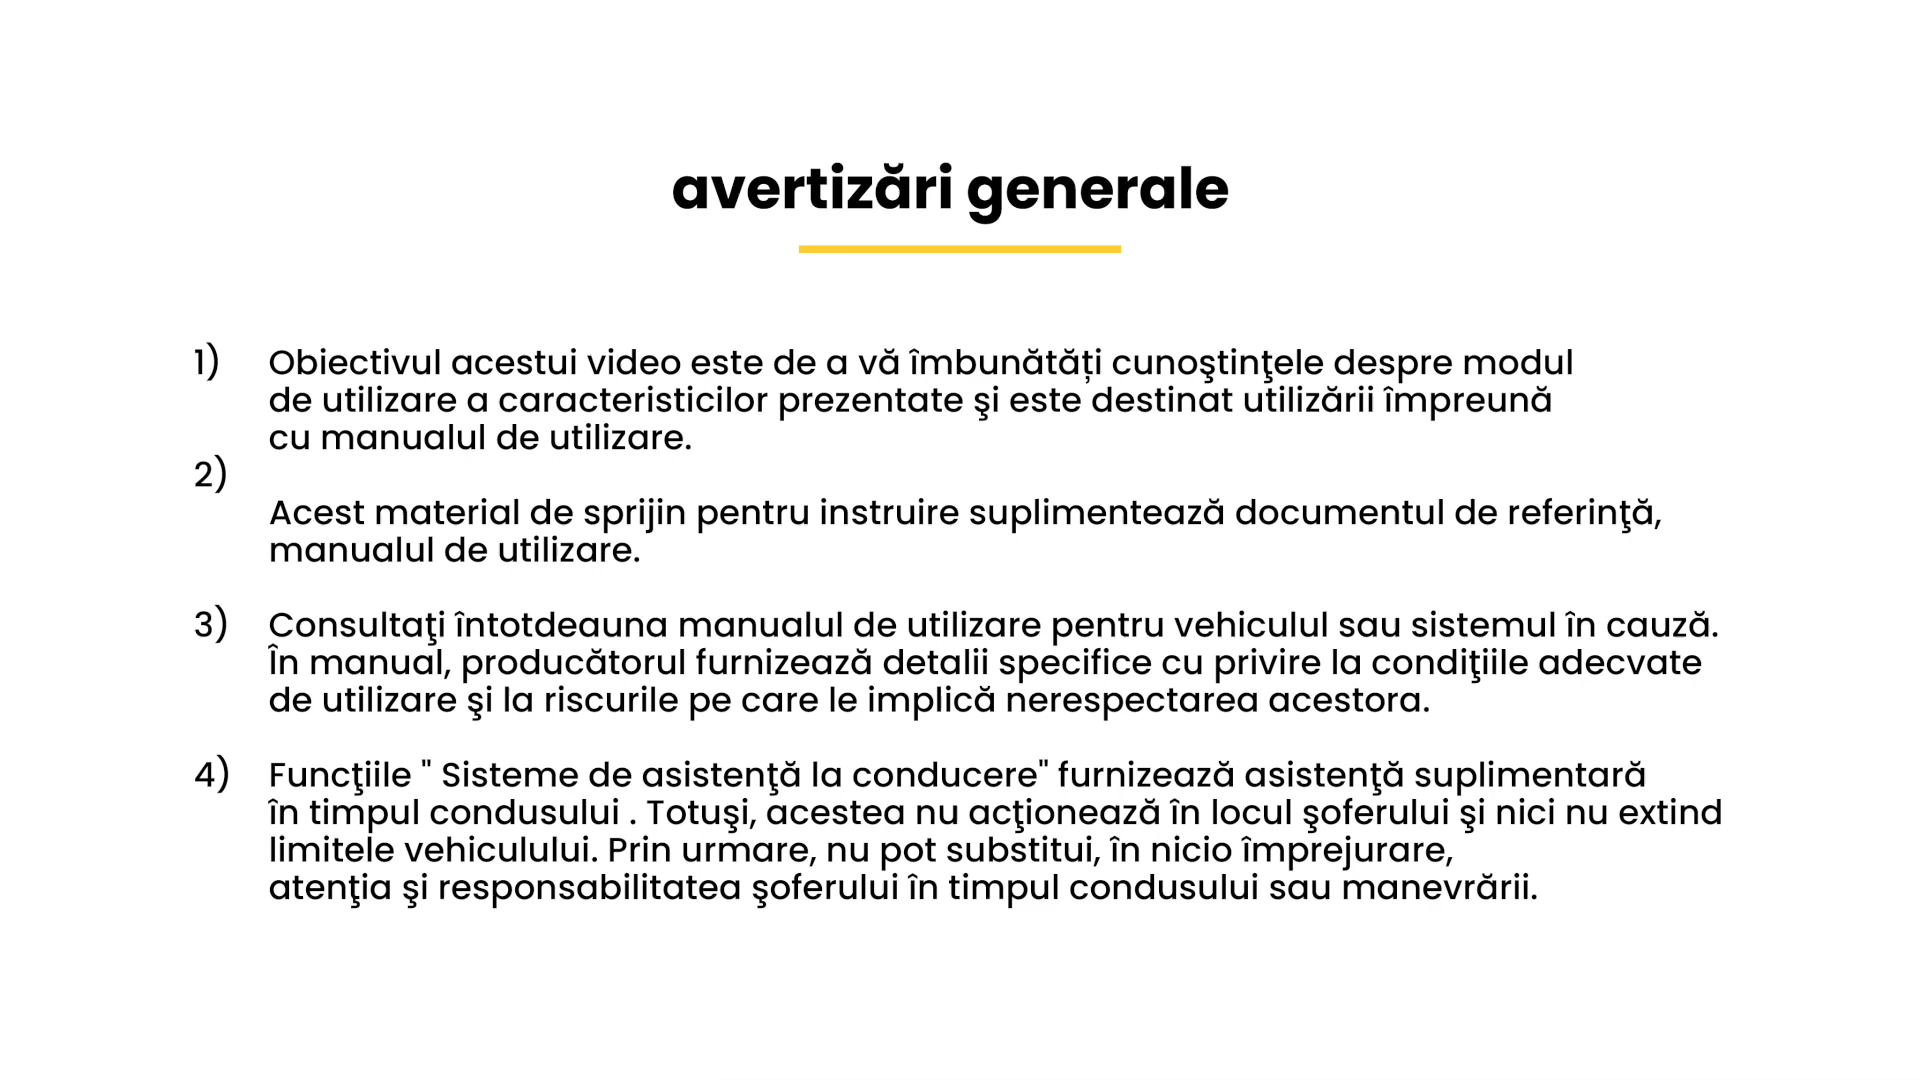 avertizări generale
1) Obiectivul acestui video este de a vă îmbunătăți cunoştinţele despre modul
de utilizare a caracteristicilor prezentate şi este destinat utilizării împreună
cu manualul de utilizare.
2)
Acest material de sprijin pentru instruire suplimentează documentul de referinţă,
manualul de utilizare.
3) Consultaţi întotdeauna manualul de utilizare pentru vehiculul sau sistemul în cauză.
În manual, producătorul furnizează detalii specifice cu privire la condiţiile adecvate
de utilizare şi la riscurile pe care le implică nerespectarea acestora.
4) Funcţiile " Sisteme de asistenţă la conducere" furnizează asistenţă suplimentară
în timpul condusului . Totuşi, acestea nu acţionează în locul şoferului şi nici nu extind
limitele vehiculului. Prin urmare, nu pot substitui, în nicio împrejurare,
atenţia şi responsabilitatea şoferului în timpul condusului sau manevrării.